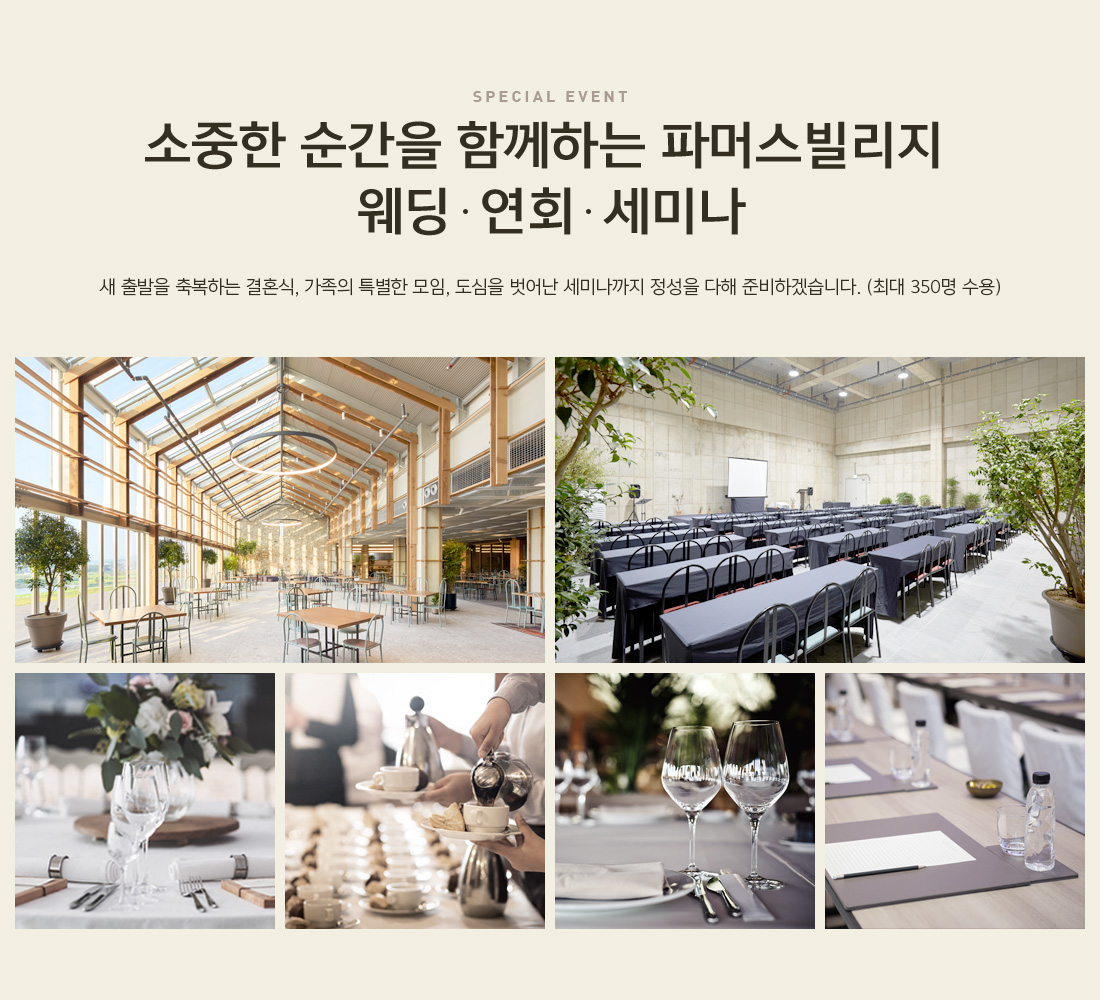 SPECIAL EVENT
소중한 순간을 함께하는 파머스빌리지
웨딩 · 연회 · 세미나
새 출발을 축복하는 결혼식, 가족의 특별한 모임, 도심을 벗어난 세미나까지 정성을 다해 준비하겠습니다. (최대 350명 수용)